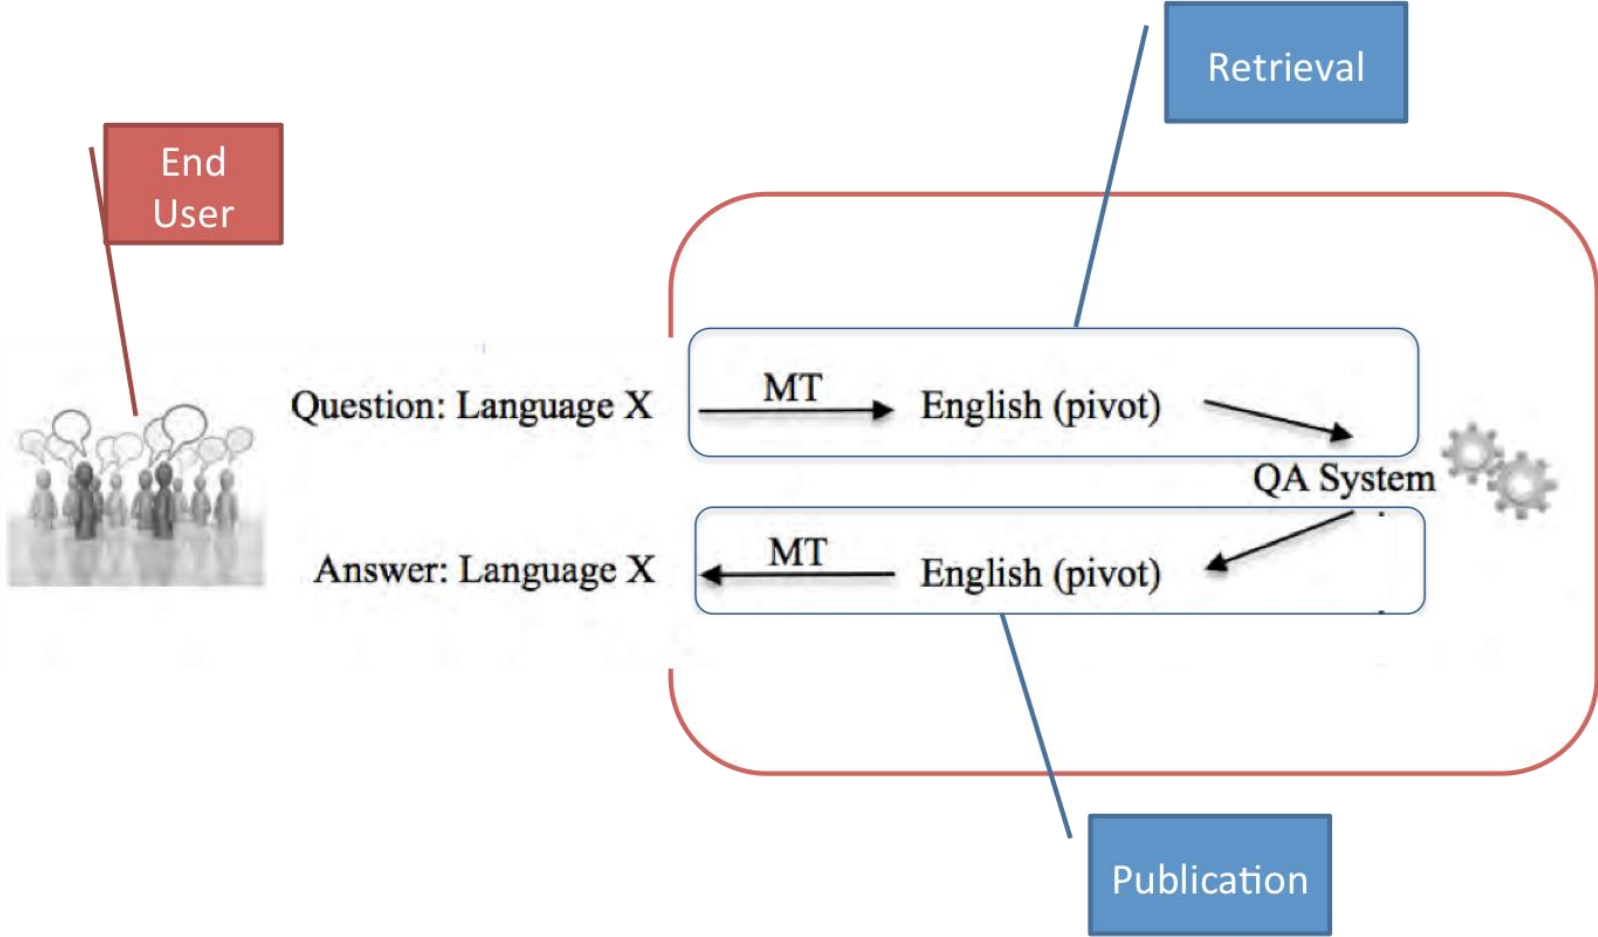 Retrieval
End
User
Question: Language X
MT
English (pivot)
QA System
Answer: Language X
MT
English (pivot)
Publication